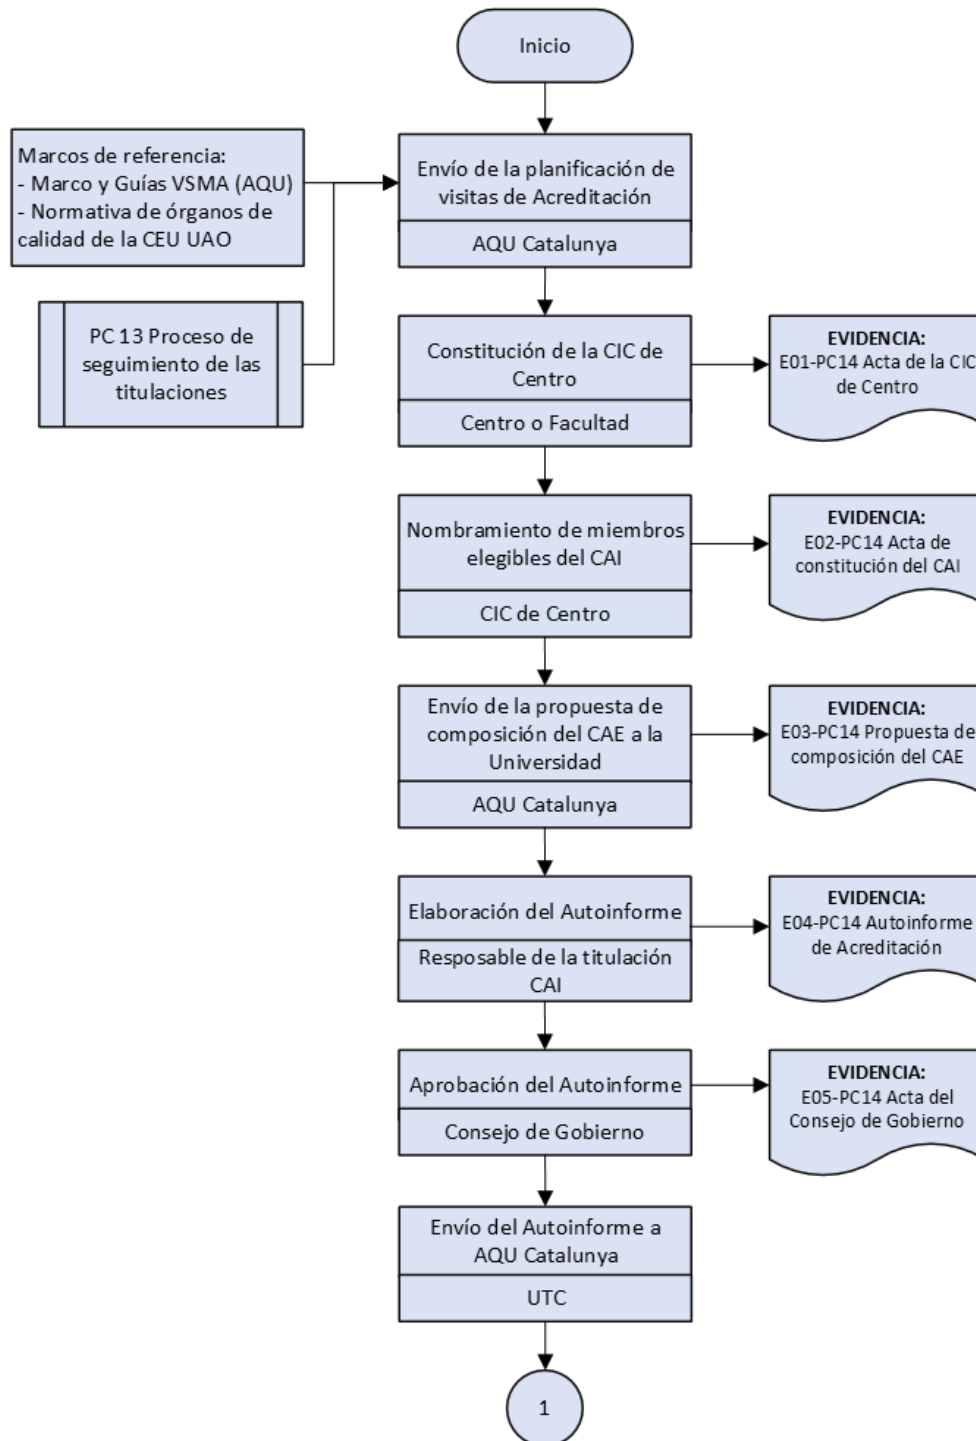 Inicio
Marcos de referencia:
- Marco y Guías VSMA (AQU)
- Normativa de órganos de
calidad de la CEU UAO
Envío de la planificación de
visitas de Acreditación
AQU Catalunya
PC 13 Proceso de
seguimiento de las
titulaciones
Constitución de la CIC de
Centro
Centro o Facultad
EVIDENCIA:
E01-PC14 Acta de la CIC
de Centro
Nombramiento de miembros
elegibles del CAI
CIC de Centro
EVIDENCIA:
E02-PC14 Acta de
constitución del CAI
Envío de la propuesta de
composición del CAE a la
Universidad
AQU Catalunya
EVIDENCIA:
E03-PC14 Propuesta de
composición del CAE
Elaboración del Autoinforme
Resposable de la titulación
CAI
EVIDENCIA:
E04-PC14 Autoinforme
de Acreditación
Aprobación del Autoinforme
Consejo de Gobierno
EVIDENCIA:
E05-PC14 Acta del
Consejo de Gobierno
Envío del Autoinforme a
AQU Catalunya
UTC
1